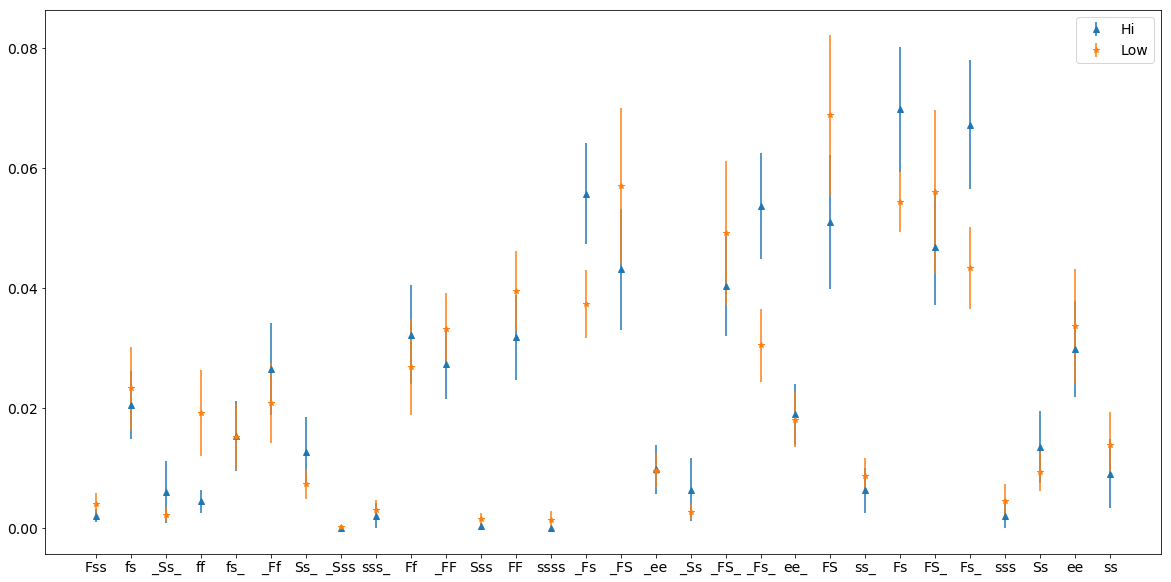 Hi
Low
0.08
0.06
0.04
0.02
0.00
Fss fs _Ss_ ff fs_ _Ff Ss_ _Sss sss_ Ff _FF Sss FF ssss _Fs _FS _ee _Ss _FS_ _Fs_ ee_ FS ss_ Fs FS_ Fs_ sss Ss ee ss